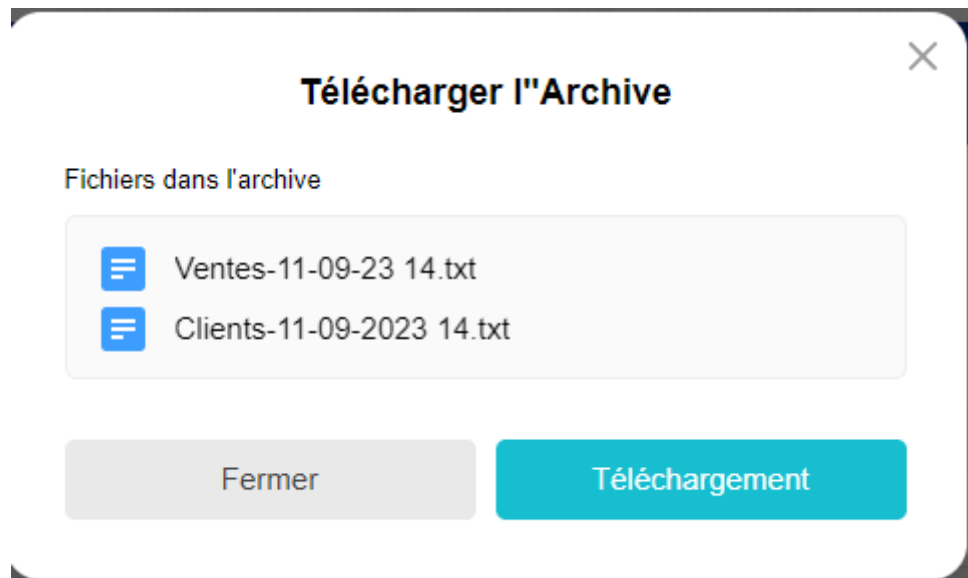 Télécharger l"Archive
Fichiers dans l'archive
Ventes-11-09-23 14.txt
Clients-11-09-2023 14.txt
Fermer
Téléchargement